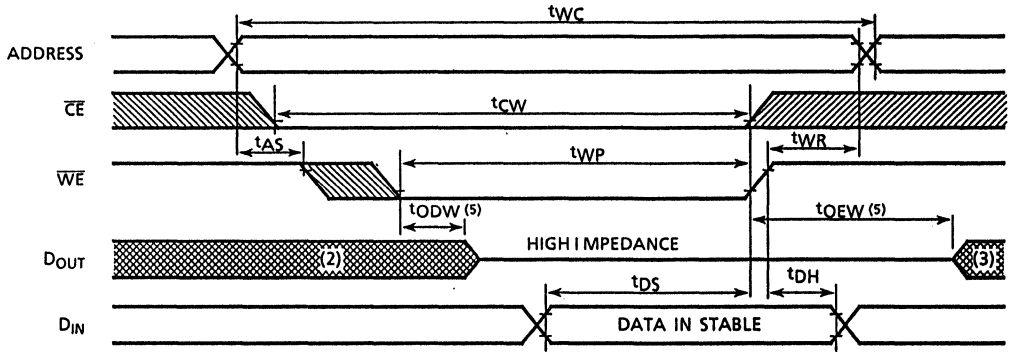 tWC
ADDRESS
CE
tCW
tAS
tWR
WE
tWP
tODW (5)
tOEW (5)
DOUT
(2)
HIGH IMPEDANCE
(3)
tDS
tDH
DIN
DATA IN STABLE